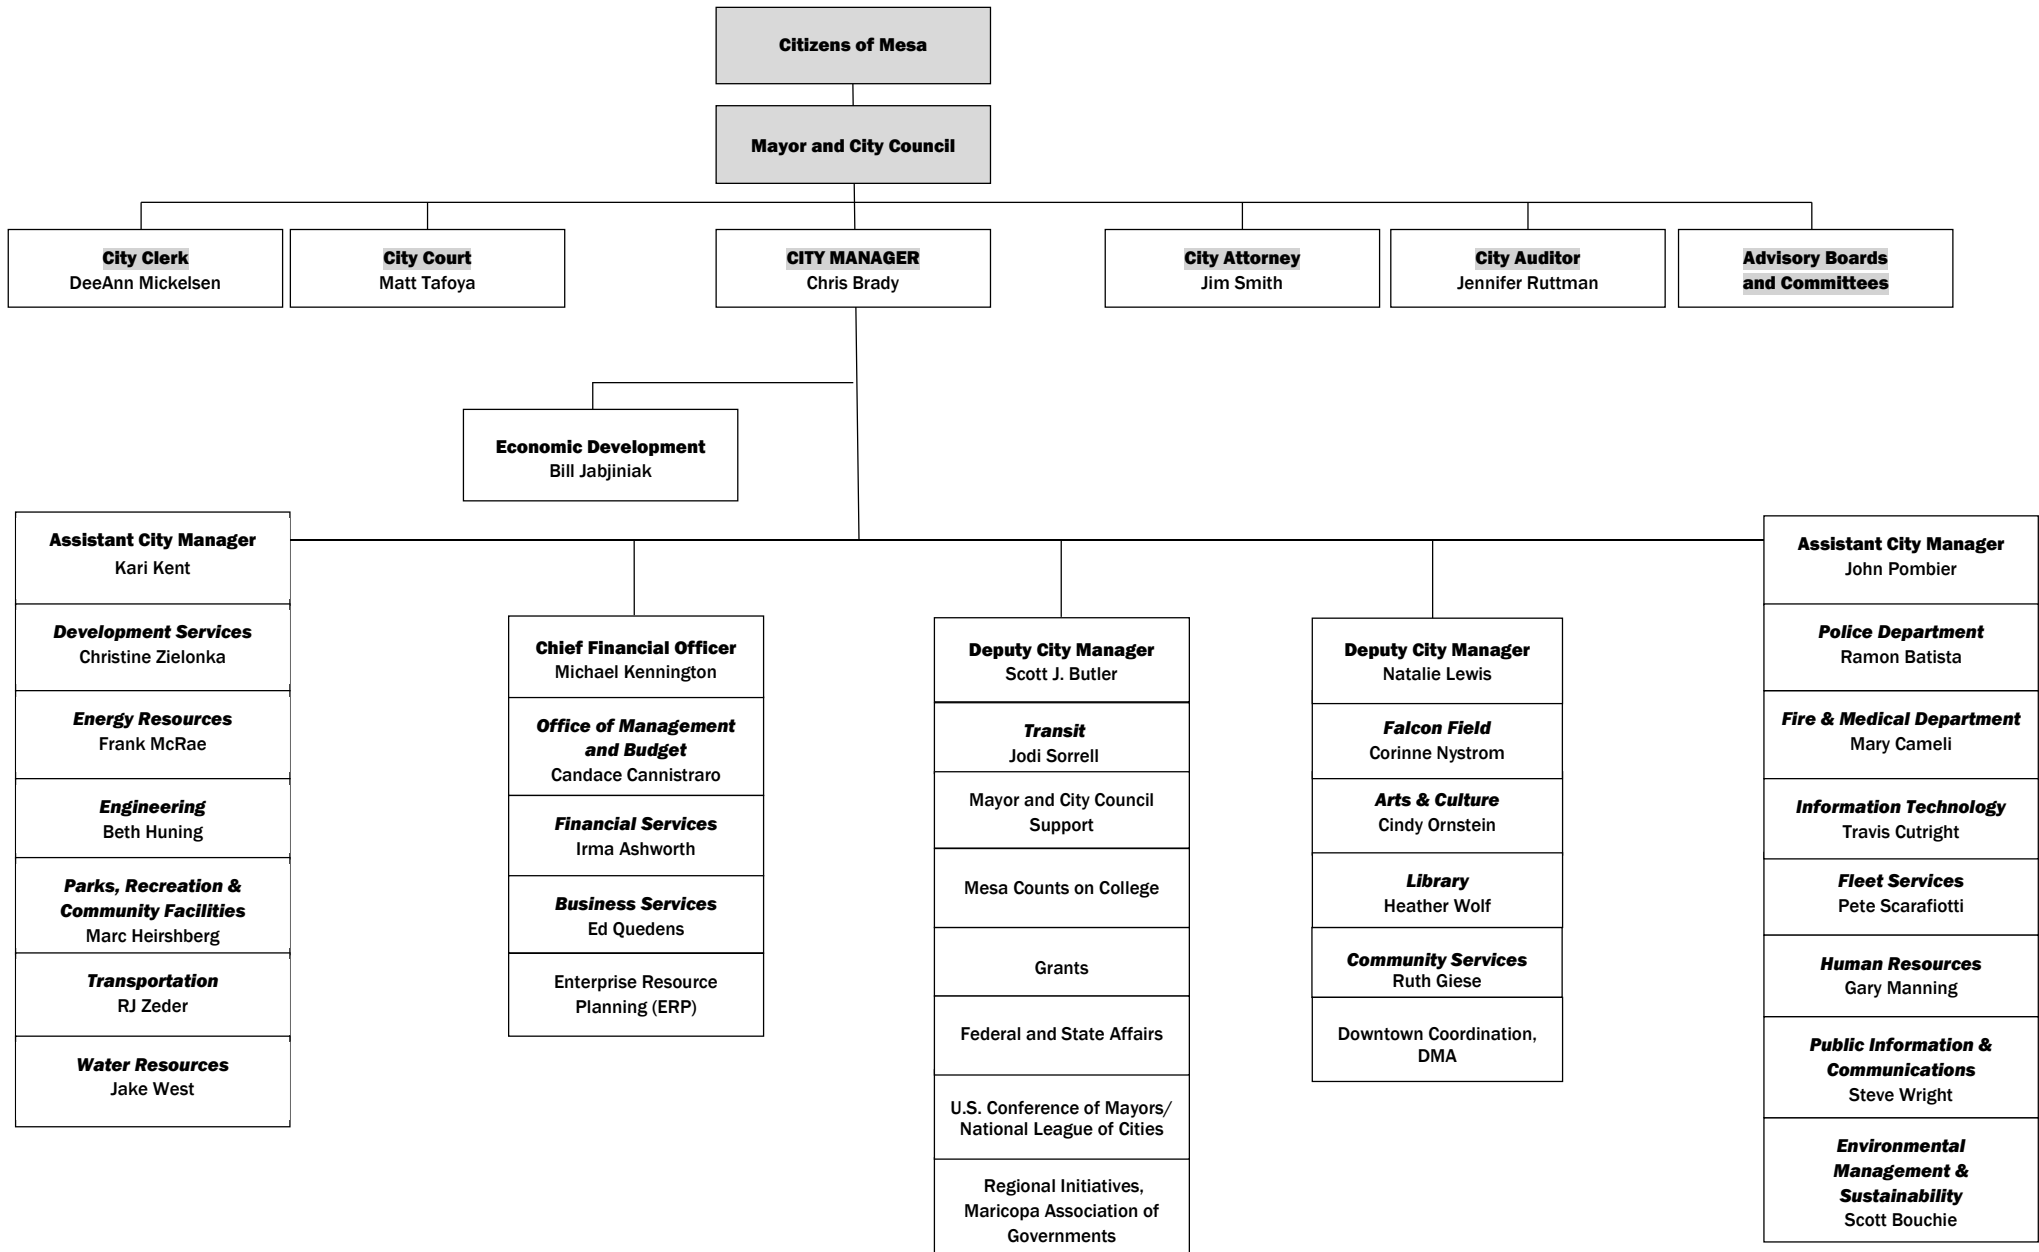 Citizens of Mesa
Mayor and City Council
City Clerk
DeeAnn Mickelsen
City Court
Matt Tafoya
CITY MANAGER
Chris Brady
City Attorney
Jim Smith
City Auditor
Jennifer Ruttman
Advisory Boards
and Committees
Economic Development
Bill Jabjiniak
Assistant City Manager
Kari Kent
Development Services
Christine Zielonka
Energy Resources
Frank McRae
Engineering
Beth Huning
Parks, Recreation &
Community Facilities
Marc Heirshberg
Transportation
RJ Zeder
Water Resources
Jake West
Chief Financial Officer
Michael Kennington
Office of Management
and Budget
Candace Cannistraro
Financial Services
Irma Ashworth
Business Services
Ed Quedens
Enterprise Resource
Planning (ERP)
Deputy City Manager
Scott J. Butler
Transit
Jodi Sorrell
Mayor and City Council
Support
Mesa Counts on College
Grants
Federal and State Affairs
U.S. Conference of Mayors/
National League of Cities
Regional Initiatives,
Maricopa Association of
Governments
Deputy City Manager
Natalie Lewis
Falcon Field
Corinne Nystrom
Arts & Culture
Cindy Ornstein
Library
Heather Wolf
Community Services
Ruth Giese
Downtown Coordination,
DMA
Assistant City Manager
John Pombier
Police Department
Ramon Batista
Fire & Medical Department
Mary Cameli
Information Technology
Travis Cutright
Fleet Services
Pete Scarafiotti
Human Resources
Gary Manning
Public Information &
Communications
Steve Wright
Environmental
Management &
Sustainability
Scott Bouchie